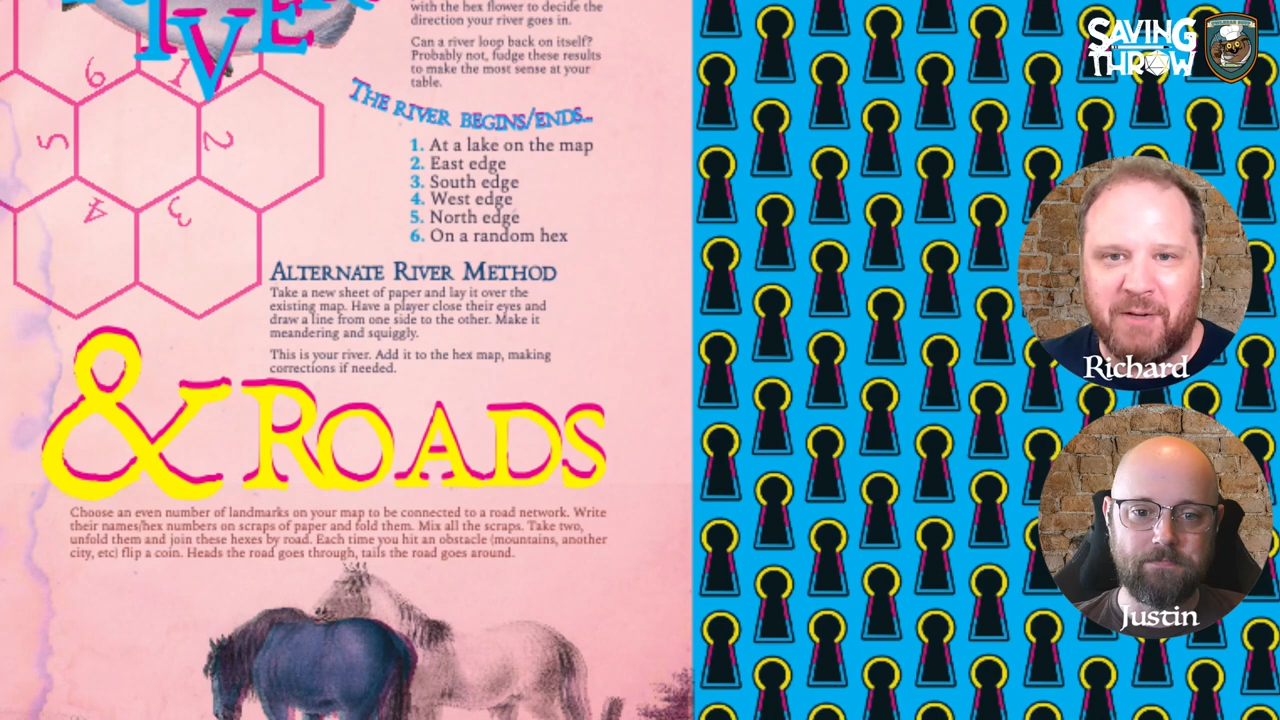 with the hex flower to decide the
direction your river goes in.
Can a river loop back on itself?
Probably not, fudge these results
to make the most sense at your
table.
6
1
5
2
4
3
THE RIVER BEGINS/ENDS...
1. At a lake on the map
2. East edge
3. South edge
4. West edge
5. North edge
6. On a random hex
ALTERNATE RIVER METHOD
Take a new sheet of paper and lay it over the
existing map. Have a player close their eyes and
draw a line from one side to the other. Make it
meandering and squiggly.
This is your river. Add it to the hex map, making
corrections if needed.
& ROADS
Choose an even number of landmarks on your map to be connected to a road network. Write
their names/hex numbers on scraps of paper and fold them. Mix all the scraps. Take two,
unfold them and join these hexes by road. Each time you hit an obstacle (mountains, another
city, etc) flip a coin. Heads the road goes through, tails the road goes around.
SAVING
THROW
Richard
Justin